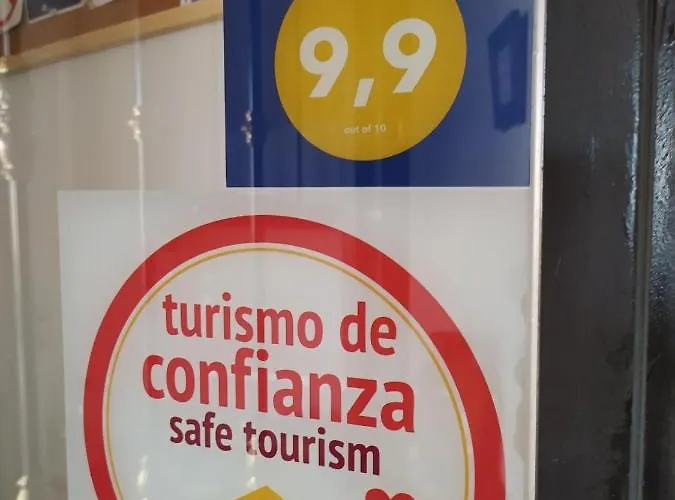 9,9
out of 10
turismo de
confianza
safe tourism